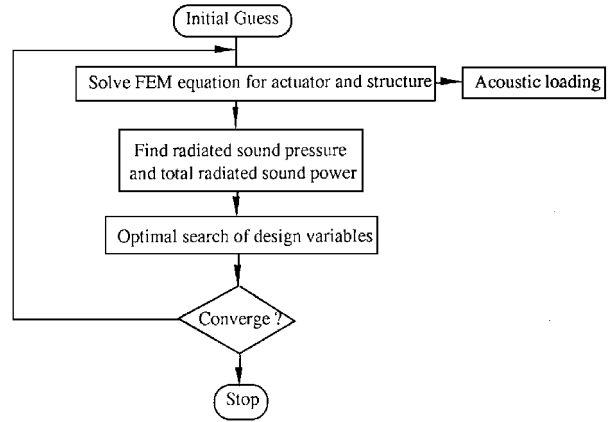 Initial Guess
Solve FEM equation for actuator and structure
Acoustic loading
Find radiated sound pressure
and total radiated sound power
Optimal search of design variables
Converge ?
Stop